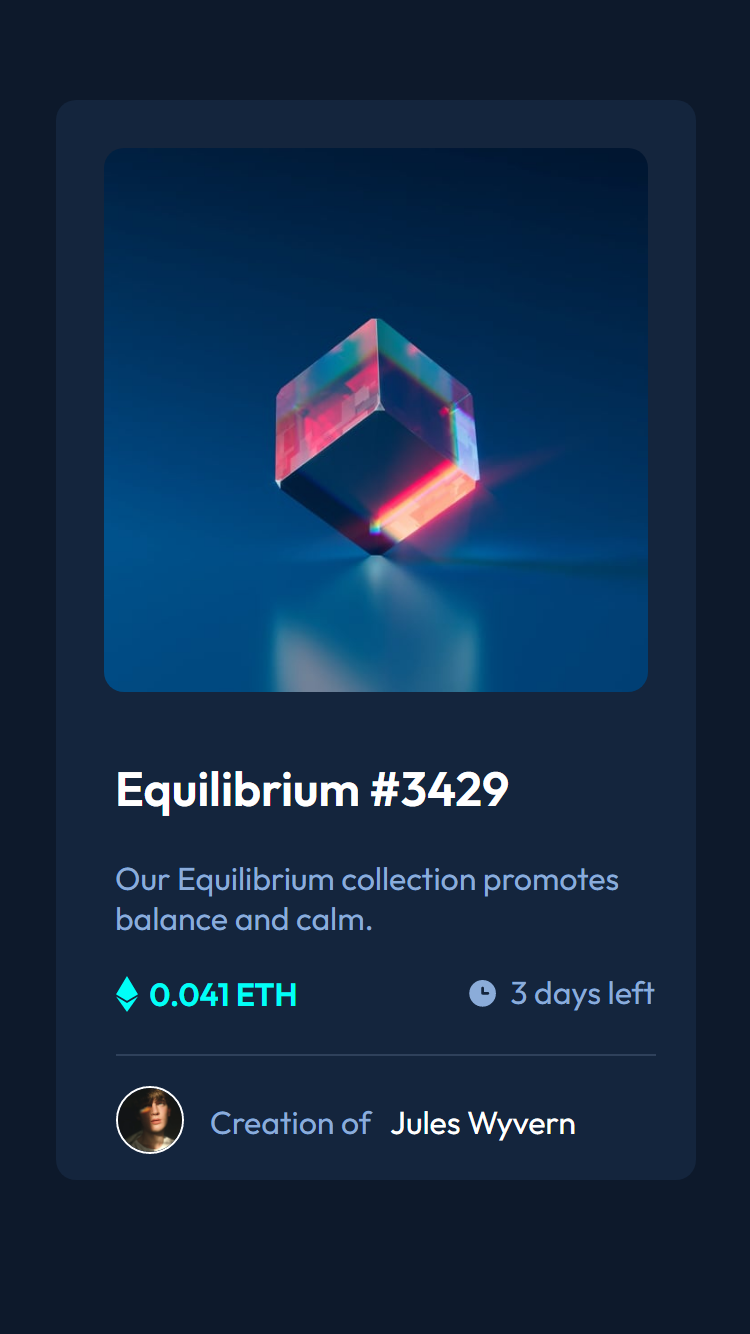 Equilibrium #3429
Our Equilibrium collection promotes
balance and calm.
0.041 ETH
3 days left
Creation of Jules Wyvern